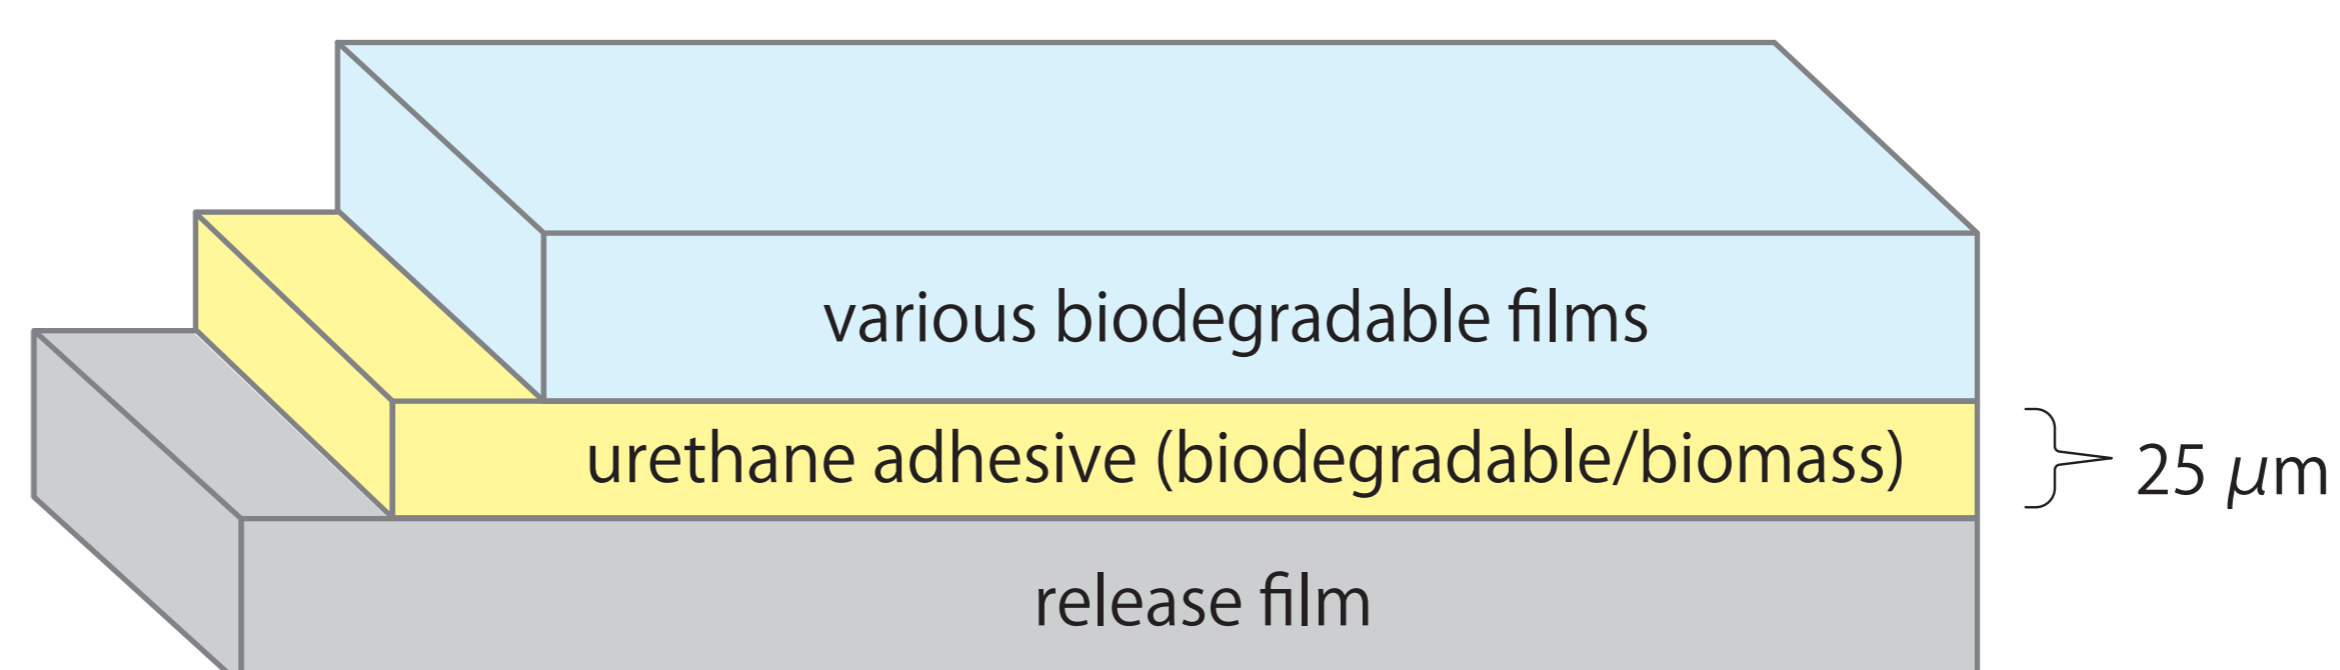 various biodegradable films
urethane adhesive (biodegradable/biomass)
25 μm
release film